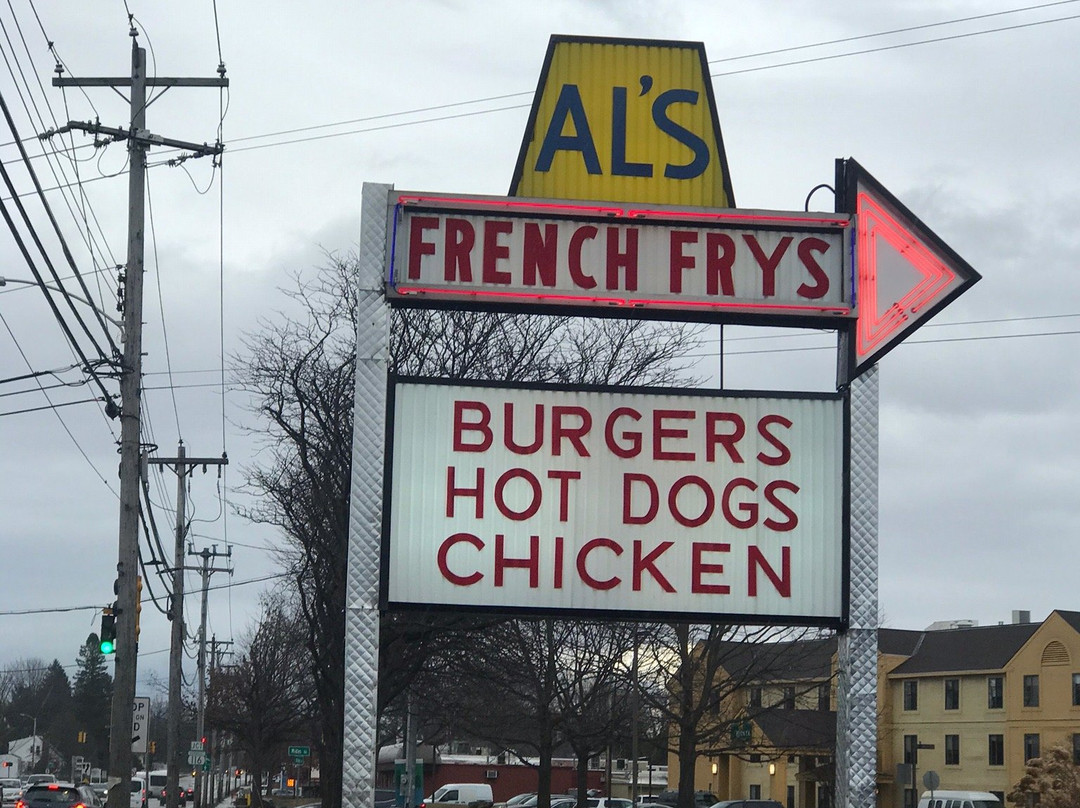 AL'S
FRENCH FRYS
BURGERS
HOT DOGS
CHICKEN